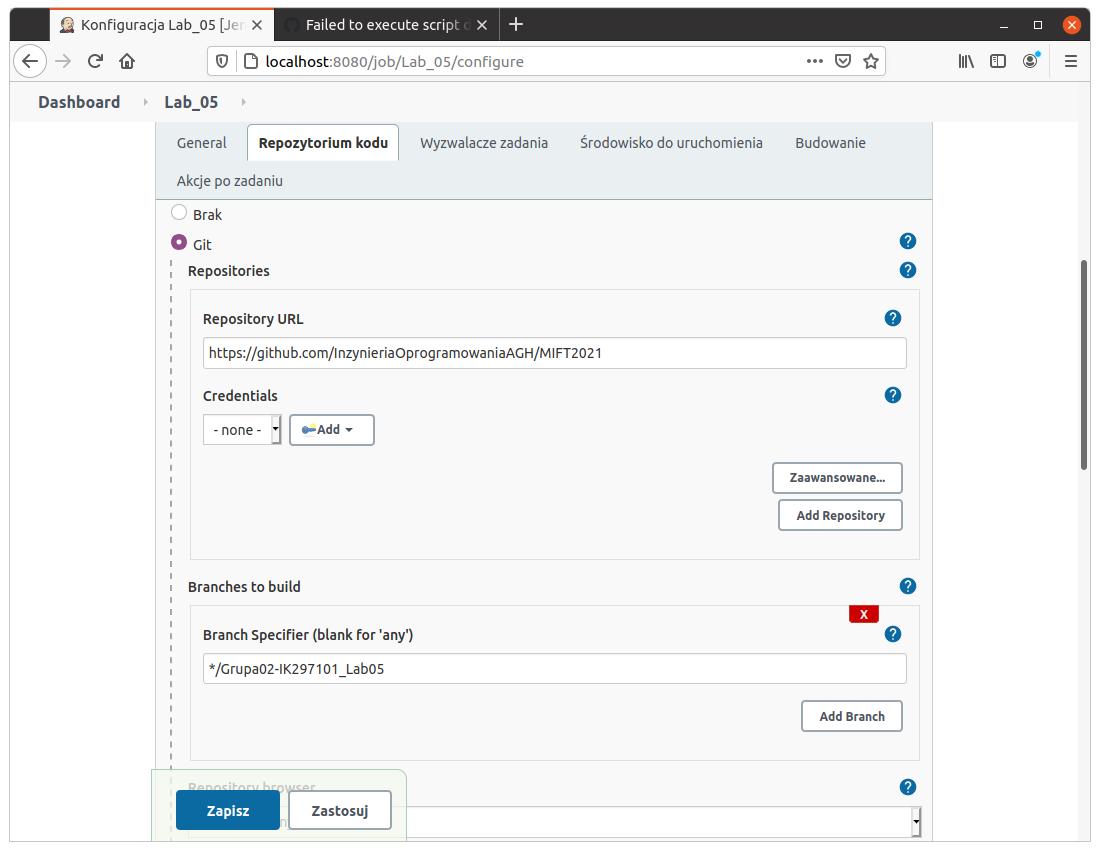 Konfiguracja Lab_05 [Jen
Failed to execute script d
localhost:8080/job/Lab_05/configure
Dashboard
Lab_05
General
Repozytorium kodu
Wyzwalacze zadania
Środowisko do uruchomienia
Budowanie
Akcje po zadaniu
Brak
Git
?
Repositories
?
Repository URL
?
https://github.com/InzynieriaOprogramowaniaAGH/MIFT2021
Credentials
?
- none -
Add
Zaawansowane...
Add Repository
Branches to build
?
X
Branch Specifier (blank for 'any')
?
*/Grupa02-IK297101_Lab05
Add Branch
Repository browser
?
Zapisz
Zastosuj